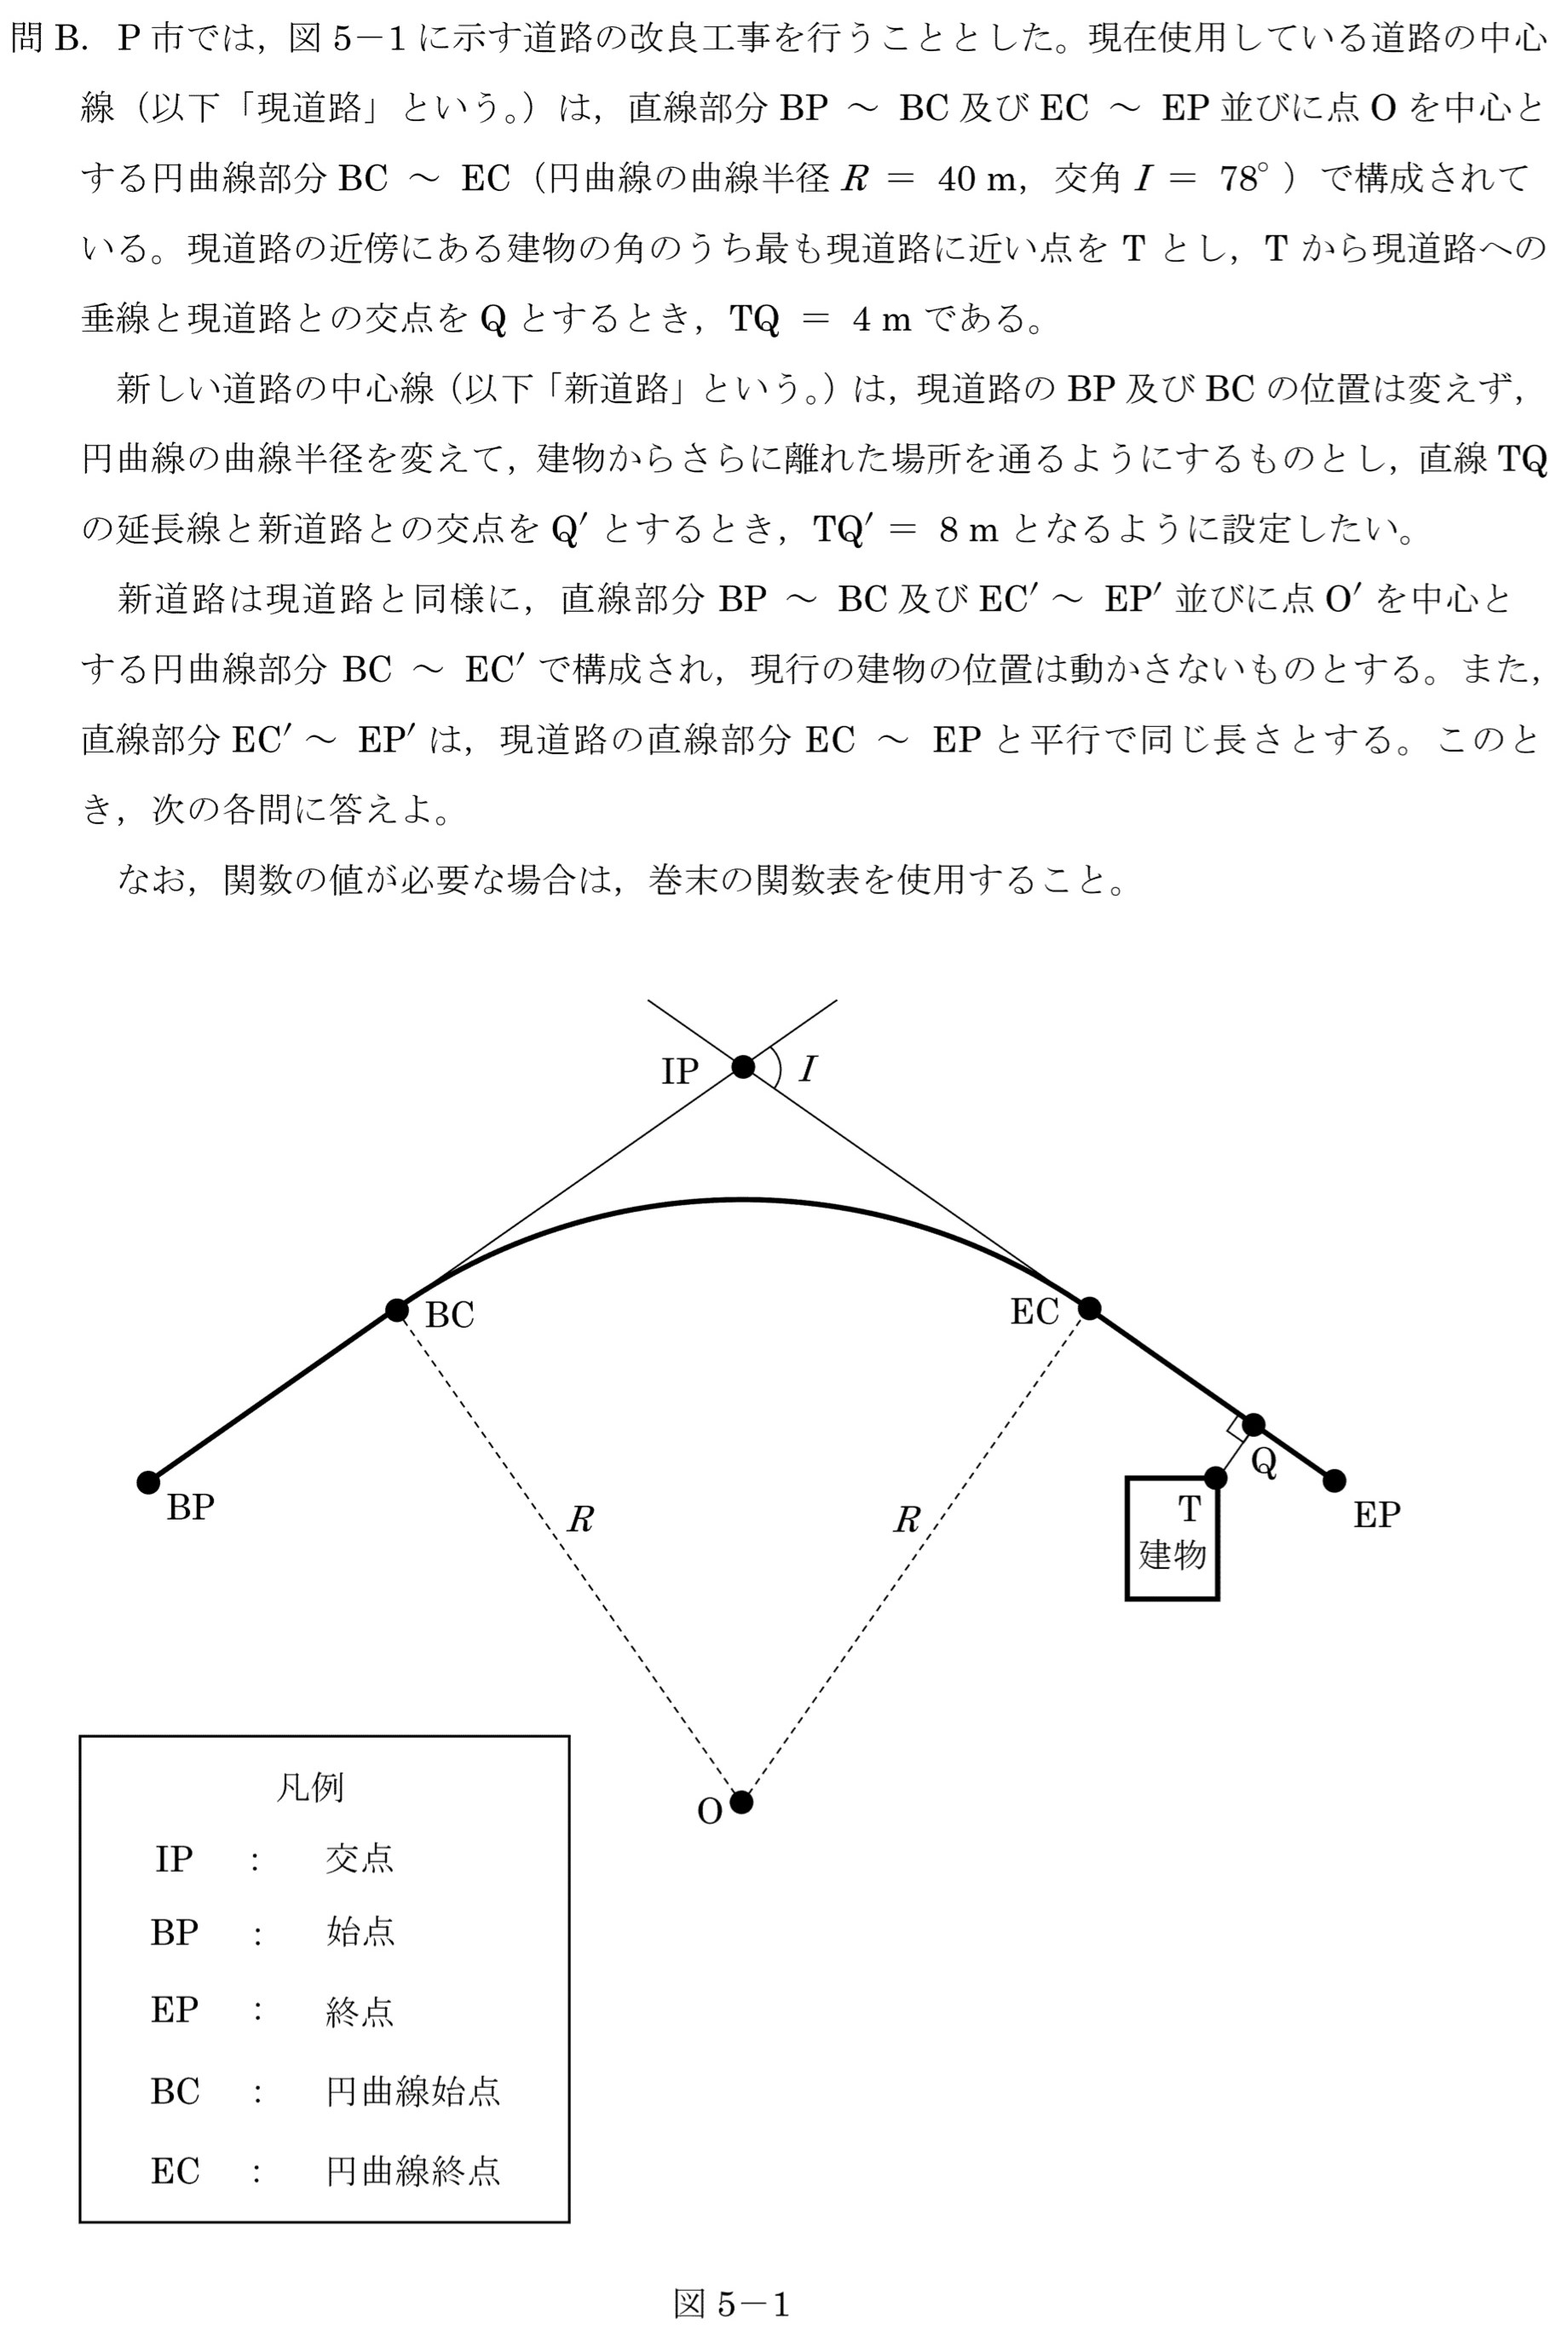 問 B. P 市では，図 5－1 に示す道路の改良工事を行うこととした。現在使用している道路の中心
線（以下「現道路」という。）は，直線部分 BP ～ BC 及び EC ～ EP 並びに点 O を中心と
する円曲線部分 BC ～ EC（円曲線の曲線半径 R = 40 m，交角 I = 78°）で構成されて
いる。現道路の近傍にある建物の角のうち最も現道路に近い点を T とし，T から現道路への
垂線と現道路との交点を Q とするとき，TQ = 4 m である。
新しい道路の中心線（以下「新道路」という。）は，現道路の BP 及び BC の位置は変えず，
円曲線の曲線半径を変えて，建物からさらに離れた場所を通るようにするものとし，直線 TQ
の延長線と新道路との交点を Q′ とするとき，TQ′ = 8 m となるように設定したい。
新道路は現道路と同様に，直線部分 BP ～ BC 及び EC′ ～ EP′ 並びに点 O′ を中心と
する円曲線部分 BC ～ EC′ で構成され，現行の建物の位置は動かさないものとする。また，
直線部分 EC′ ～ EP′ は，現道路の直線部分 EC ～ EP と平行で同じ長さとする。このと
き，次の各問に答えよ。
なお，関数の値が必要な場合は，巻末の関数表を使用すること。
IP
I
BC
EC
BP
Q
T
EP
R
R
建物
O
凡例
IP : 交点
BP : 始点
EP : 終点
BC : 円曲線始点
EC : 円曲線終点
図 5－1